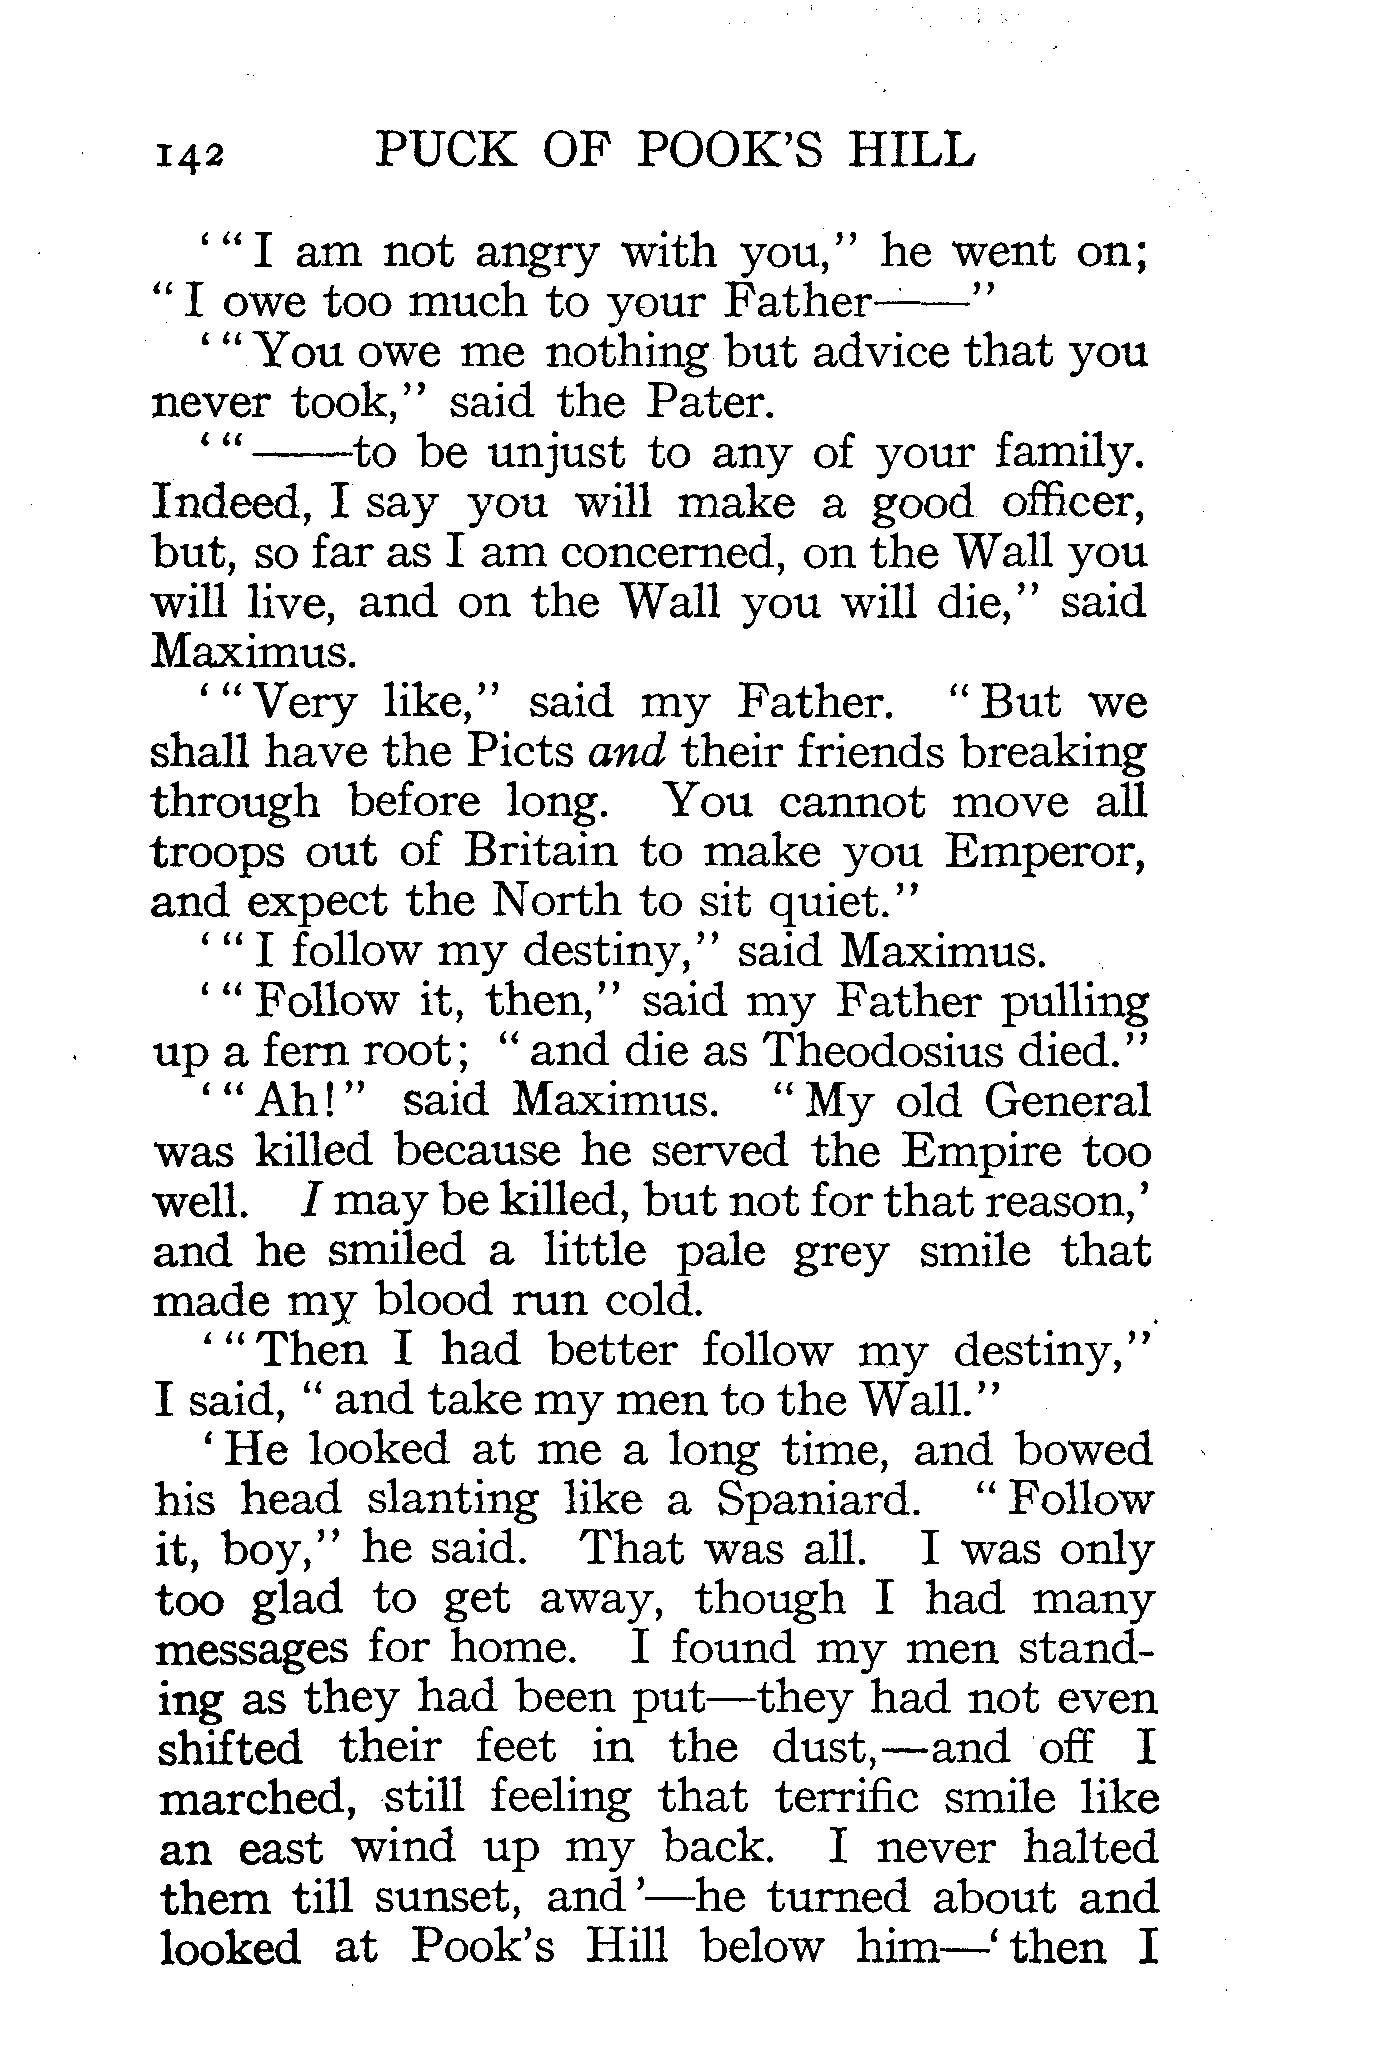 142 PUCK OF POOK'S HILL
‘“I am not angry with you,” he went on;
“I owe too much to your Father——”
‘“You owe me nothing but advice that you
never took,” said the Pater.
‘“——to be unjust to any of your family.
Indeed, I say you will make a good officer,
but, so far as I am concerned, on the Wall you
will live, and on the Wall you will die,” said
Maximus.
‘“Very like,” said my Father. “But we
shall have the Picts and their friends breaking
through before long. You cannot move all
troops out of Britain to make you Emperor,
and expect the North to sit quiet.”
‘“I follow my destiny,” said Maximus.
‘“Follow it, then,” said my Father pulling
up a fern root; “and die as Theodosius died.”
‘“Ah!” said Maximus. “My old General
was killed because he served the Empire too
well. I may be killed, but not for that reason,’
and he smiled a little pale grey smile that
made my blood run cold.
‘“Then I had better follow my destiny,”
I said, “and take my men to the Wall.”
‘He looked at me a long time, and bowed
his head slanting like a Spaniard. “Follow
it, boy,” he said. That was all. I was only
too glad to get away, though I had many
messages for home. I found my men stand-
ing as they had been put—they had not even
shifted their feet in the dust,—and off I
marched, still feeling that terrific smile like
an east wind up my back. I never halted
them till sunset, and’—he turned about and
looked at Pook's Hill below him—‘then I